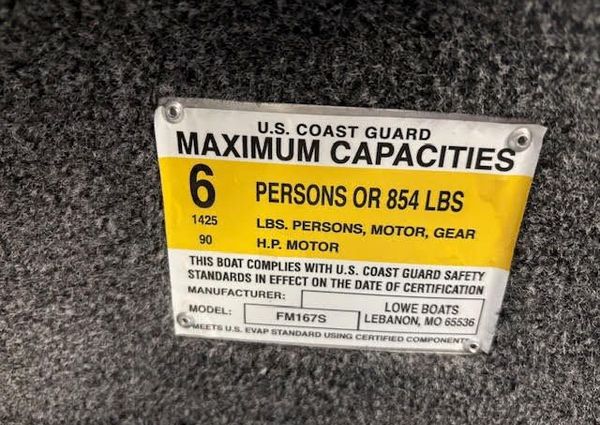 U.S. COAST GUARD
MAXIMUM CAPACITIES
6 PERSONS OR 854 LBS
1425 LBS. PERSONS, MOTOR, GEAR
90 H.P. MOTOR
THIS BOAT COMPLIES WITH U.S. COAST GUARD SAFETY
STANDARDS IN EFFECT ON THE DATE OF CERTIFICATION
MANUFACTURER: LOWE BOATS
MODEL: FM167S LEBANON, MO 65536
MEETS U.S. EVAP STANDARD USING CERTIFIED COMPONENTS